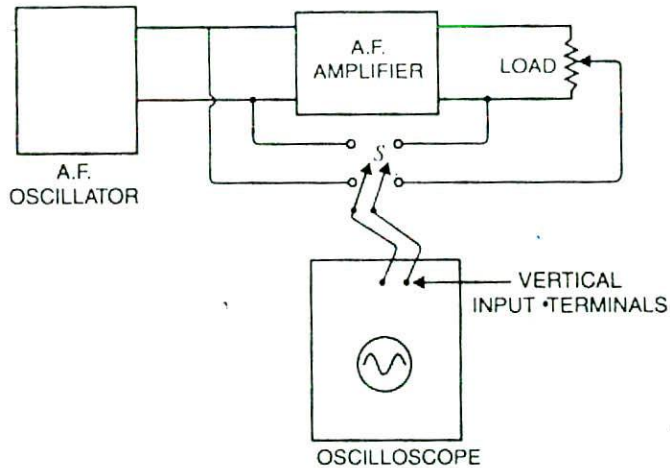 A.F.
AMPLIFIER
LOAD
S
A.F.
OSCILLATOR
VERTICAL
INPUT •TERMINALS
OSCILLOSCOPE